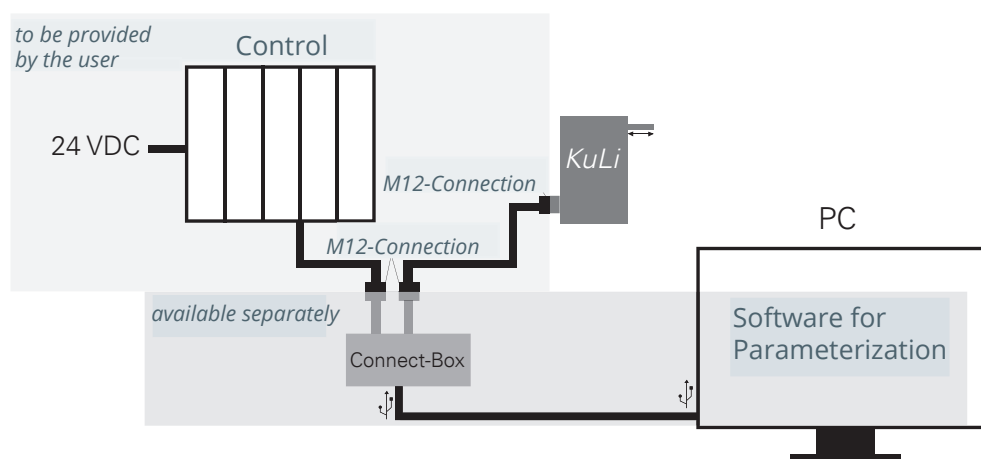 to be provided
by the user
Control
24 VDC
KuLi
M12-Connection
PC
M12-Connection
available separately
Software for
Parameterization
Connect-Box